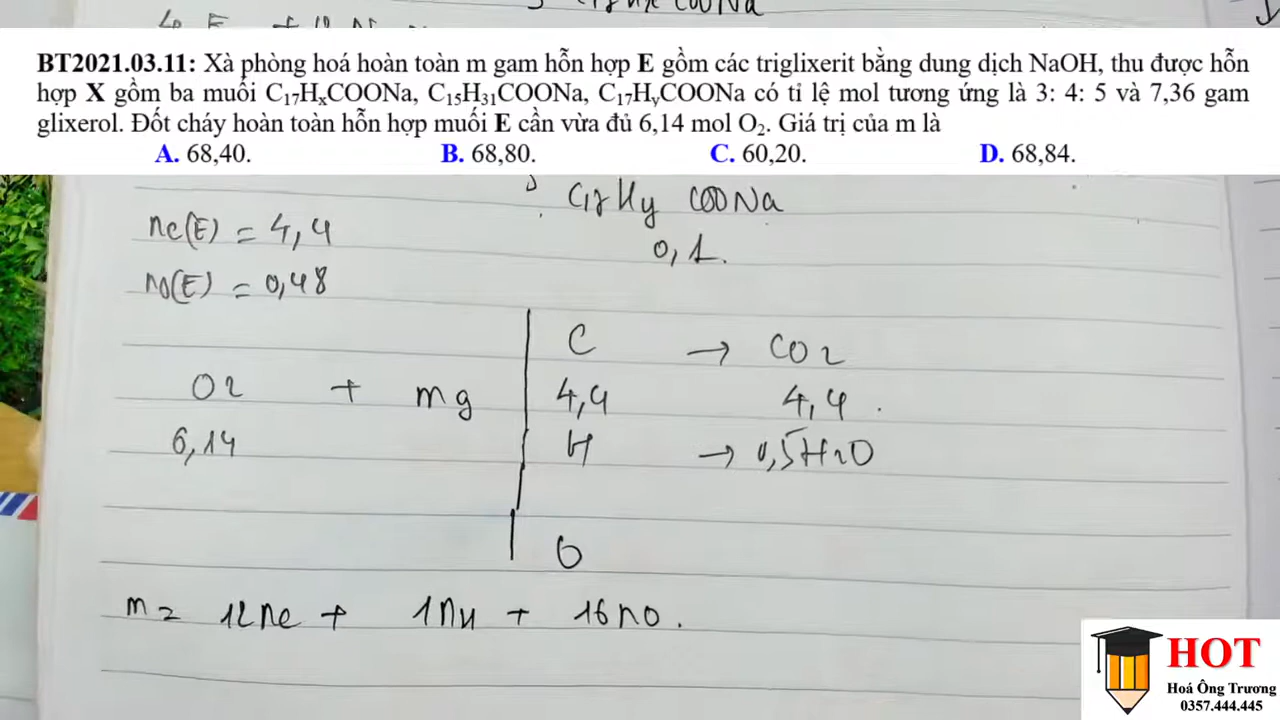 C17Hx COONa
BT2021.03.11: Xà phòng hoá hoàn toàn m gam hỗn hợp E gồm các triglixerit bằng dung dịch NaOH, thu được hỗn
hợp X gồm ba muối C17HxCOONa, C15H31COONa, C17HyCOONa có tỉ lệ mol tương ứng là 3: 4: 5 và 7,36 gam
glixerol. Đốt cháy hoàn toàn hỗn hợp muối E cần vừa đủ 6,14 mol O2. Giá trị của m là
A. 68,40. B. 68,80. C. 60,20. D. 68,84.
C17Hy COONa
nc(E) = 4,4
0,1.
no(E) = 0,48
C → CO2
O2 + mg 4,4 4,4.
6,14 H → 0,5H2O
O
m = 12nc + 1nH + 16nO.
HOT
Hoá Ông Trương
0357.444.445